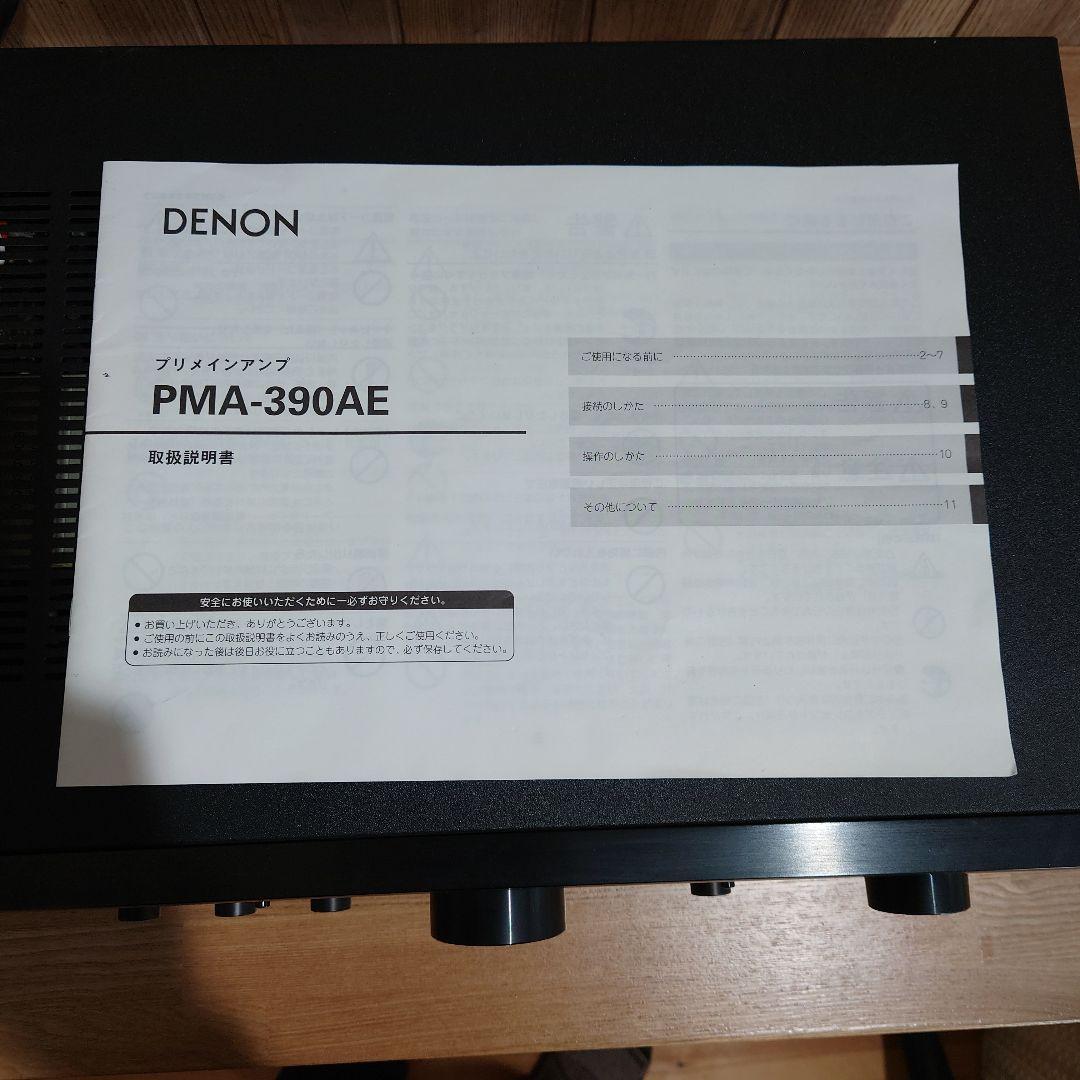 DENON
プリメインアンプ
PMA-390AE
取扱説明書
ご使用になる前に ……………………………………2〜7
接続のしかた ……………………………………8、9
操作のしかた ……………………………………10
その他について ……………………………………11
安全にお使いいただくために―必ずお守りください。
● お買い上げいただき、ありがとうございます。
● ご使用の前にこの取扱説明書をよくお読みのうえ、正しくご使用ください。
● お読みになった後は後日お役に立つこともありますので、必ず保存してください。